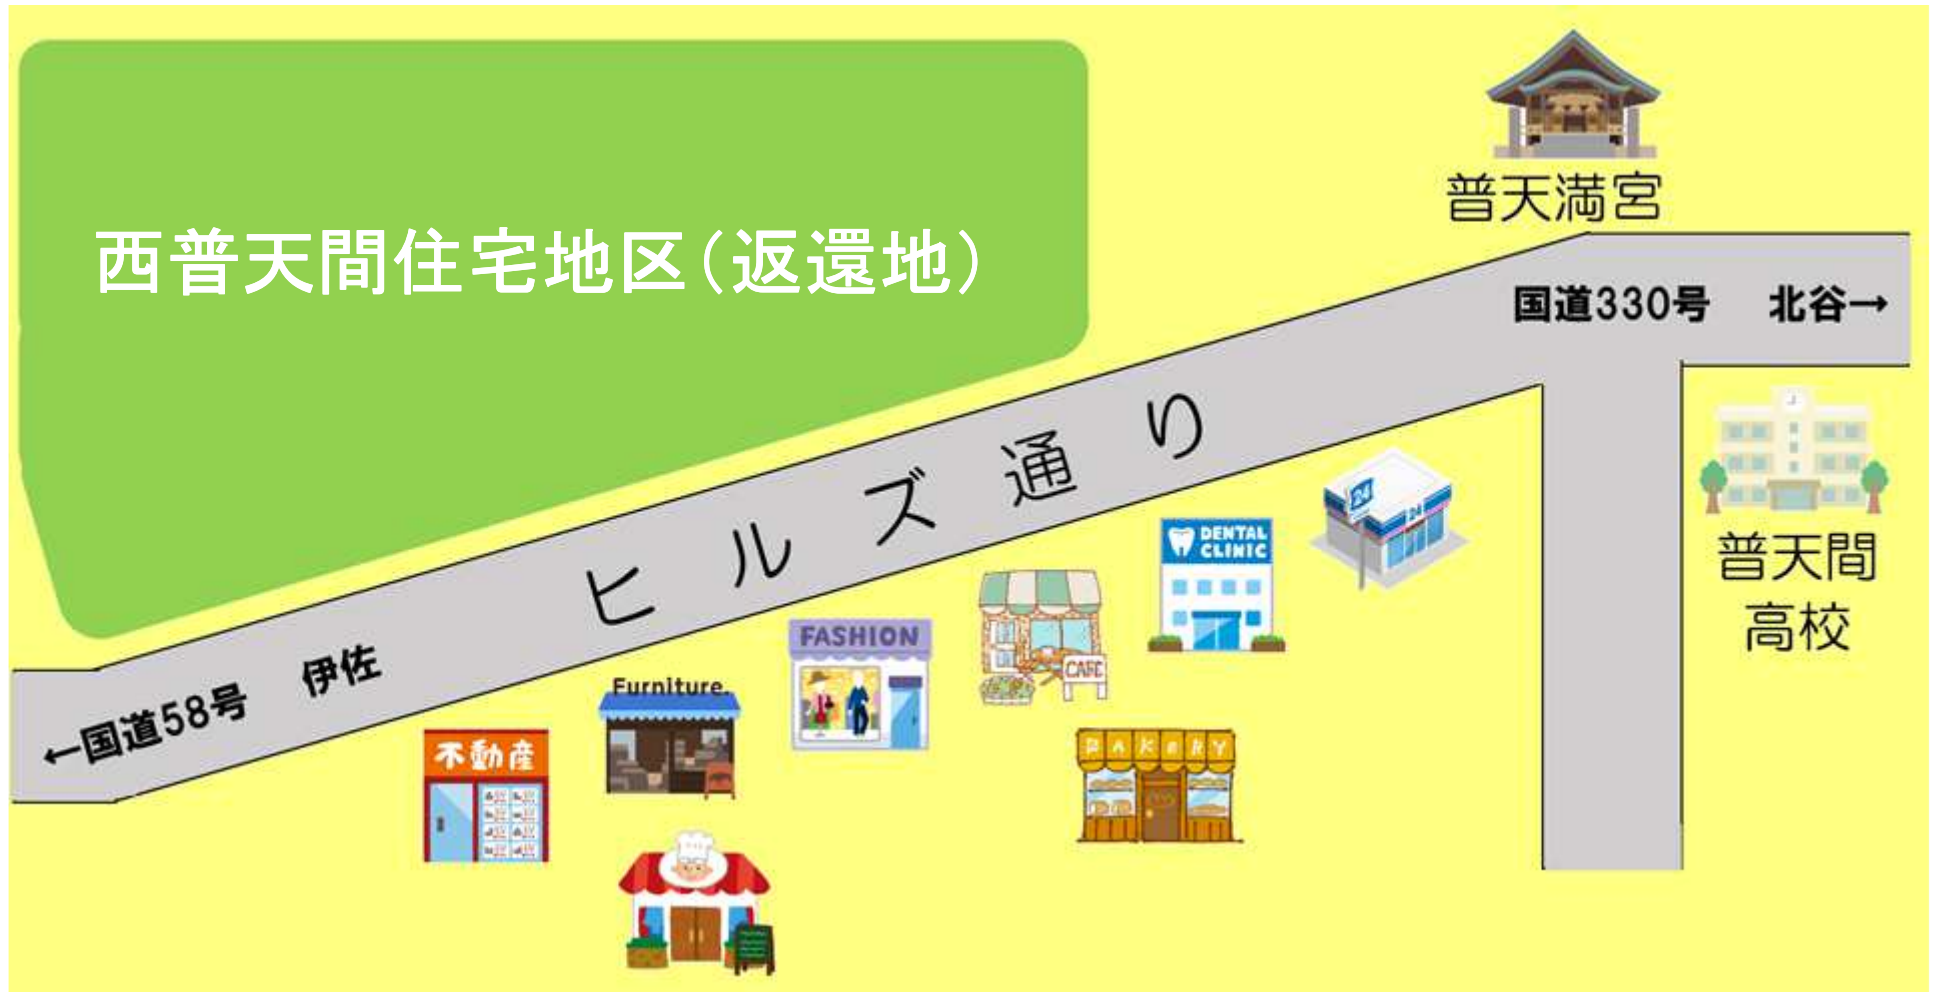 普天満宮
西普天間住宅地区（返還地）
国道330号 北谷→
ヒルズ通り
←国道58号 伊佐
普天間
高校
24
24
DENTAL
CLINIC
FASHION
CAFE
Furniture.
不動産
BAKERY